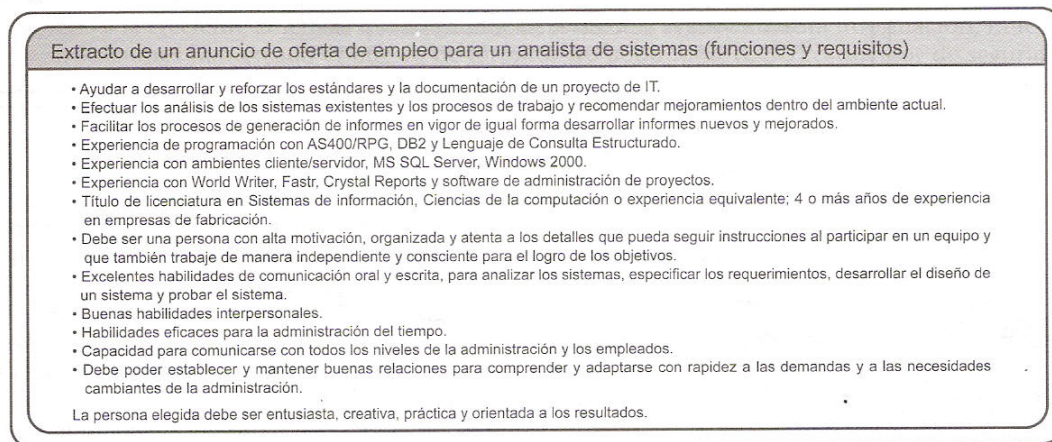 Extracto de un anuncio de oferta de empleo para un analista de sistemas (funciones y requisitos)
• Ayudar a desarrollar y reforzar los estándares y la documentación de un proyecto de IT.
• Efectuar los análisis de los sistemas existentes y los procesos de trabajo y recomendar mejoramientos dentro del ambiente actual.
• Facilitar los procesos de generación de informes en vigor de igual forma desarrollar informes nuevos y mejorados.
• Experiencia de programación con AS400/RPG, DB2 y Lenguaje de Consulta Estructurado.
• Experiencia con ambientes cliente/servidor, MS SQL Server, Windows 2000.
• Experiencia con World Writer, Fastr, Crystal Reports y software de administración de proyectos.
• Título de licenciatura en Sistemas de información, Ciencias de la computación o experiencia equivalente; 4 o más años de experiencia
en empresas de fabricación.
• Debe ser una persona con alta motivación, organizada y atenta a los detalles que pueda seguir instrucciones al participar en un equipo y
que también trabaje de manera independiente y consciente para el logro de los objetivos.
• Excelentes habilidades de comunicación oral y escrita, para analizar los sistemas, especificar los requerimientos, desarrollar el diseño de
un sistema y probar el sistema.
• Buenas habilidades interpersonales.
• Habilidades eficaces para la administración del tiempo.
• Capacidad para comunicarse con todos los niveles de la administración y los empleados.
• Debe poder establecer y mantener buenas relaciones para comprender y adaptarse con rapidez a las demandas y a las necesidades
cambiantes de la administración.
La persona elegida debe ser entusiasta, creativa, práctica y orientada a los resultados.